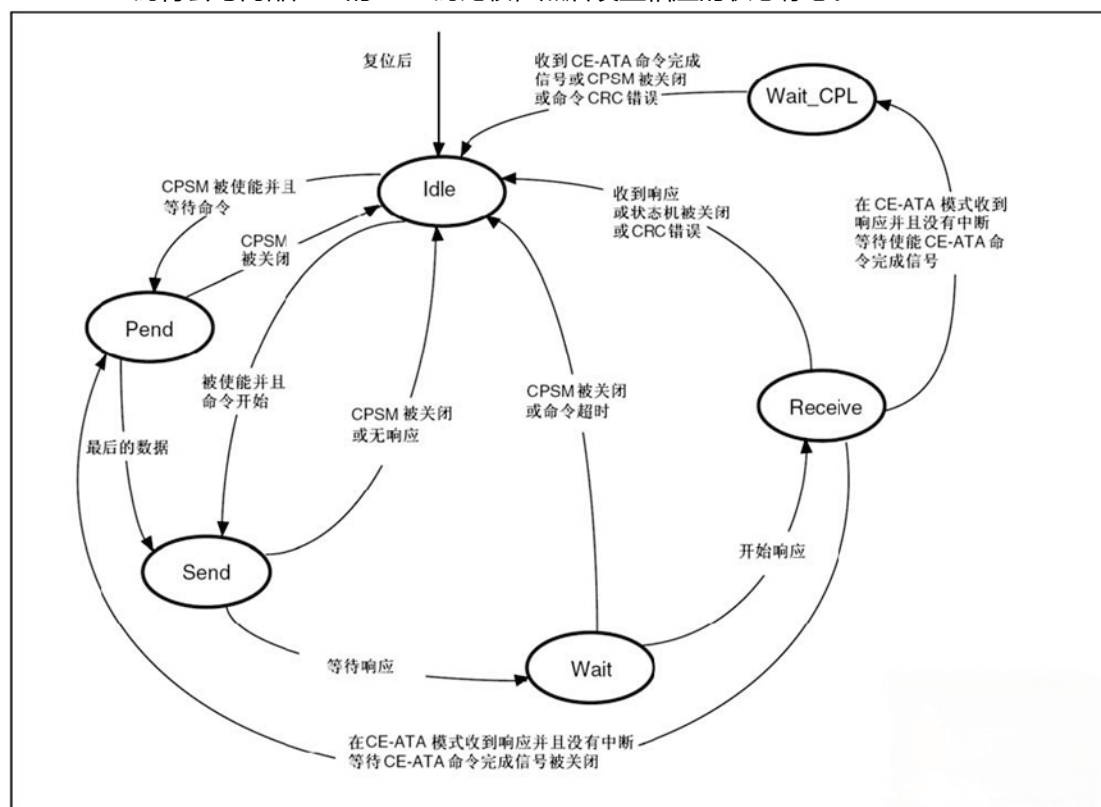 复位后
收到 CE-ATA 命令完成
信号或 CPSM 被关闭
或命令 CRC 错误
Wait_CPL
Idle
CPSM 被使能并且
等待命令
CPSM
被关闭
收到响应
或状态机被关闭
或CRC错误
在 CE-ATA 模式收到
响应并且没有中断
等待使能 CE-ATA 命
令完成信号
Pend
被使能并且
命令开始
CPSM 被关闭
或无响应
CPSM 被关闭
或命令超时
Receive
最后的数据
Send
开始响应
等待响应
Wait
在CE-ATA 模式收到响应并且没有中断
等待 CE-ATA 命令完成信号被关闭